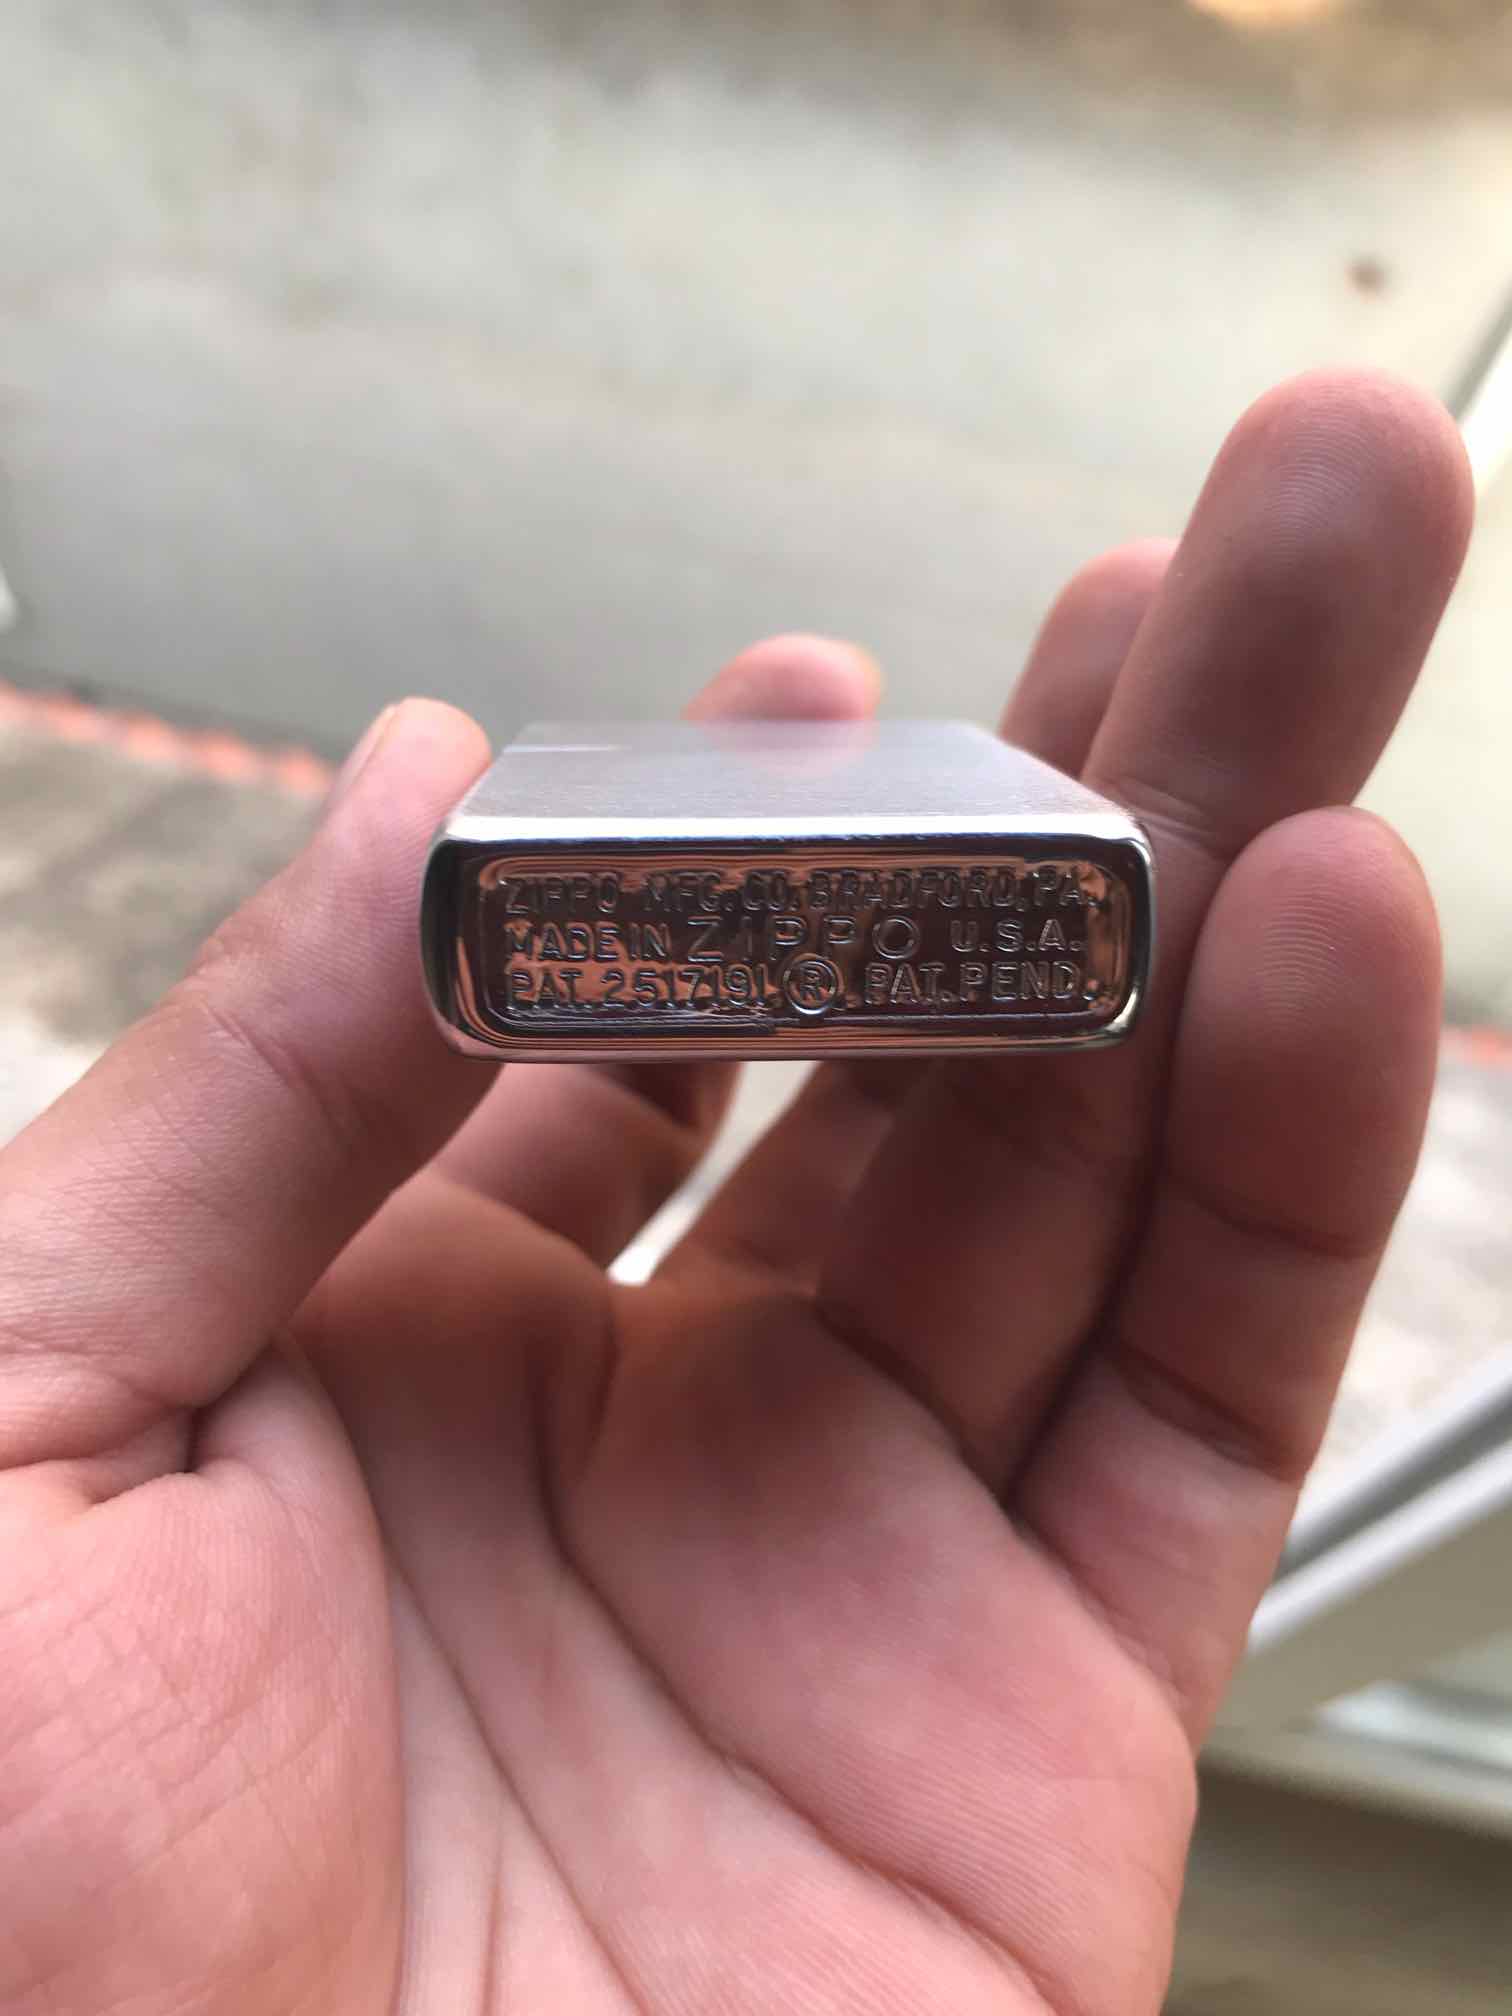 ZIPPO MFG. CO. BRADFORD, PA.
MADE IN ZIPPO U.S.A.
PAT. 2517191 ® PAT. PEND.